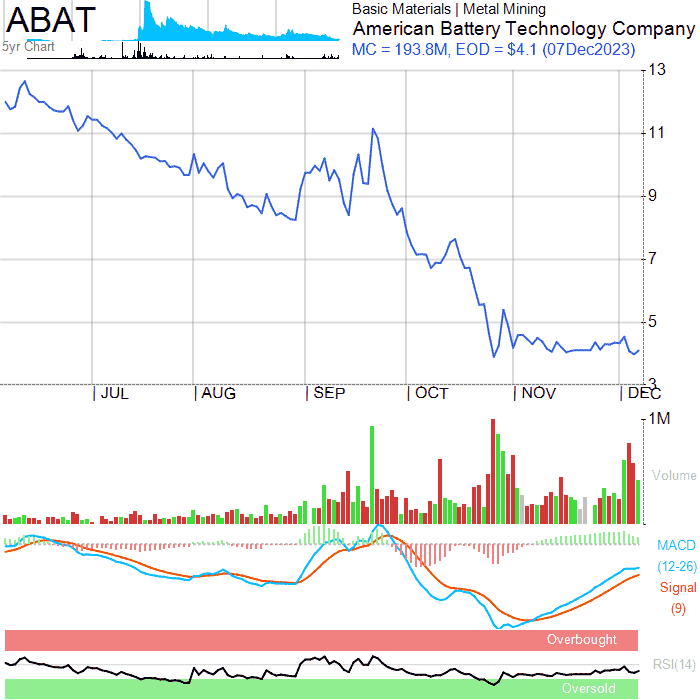 ABAT
5yr Chart
Basic Materials | Metal Mining
American Battery Technology Company
MC = 193.8M, EOD = $4.1 (07Dec2023)
13
11
9
7
5
3
JUL AUG SEP OCT NOV DEC
1M
Volume
MACD
(12-26)
Signal
(9)
Overbought
RSI(14)
Oversold